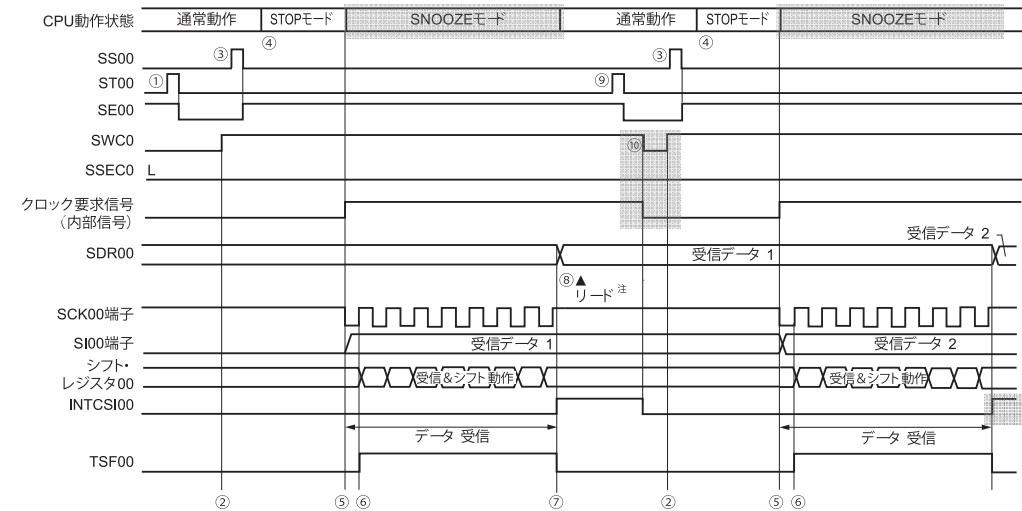 CPU動作状態 通常動作 STOPモード SNOOZEモード 通常動作 STOPモード SNOOZEモード
④ ④
SS00 ③ ③
ST00 ① ⑨
SE00
SWC0 ⑩
SSEC0 L
クロック要求信号
（内部信号）
受信データ 2
SDR00 受信データ 1
⑧▲
リード注
SCK00端子
SI00端子 受信データ 1 受信データ 2
シフト・
レジスタ00 受信&シフト動作 受信&シフト動作
INTCSI00
データ 受信 データ 受信
TSF00
② ⑤ ⑥ ⑦ ② ⑤ ⑥